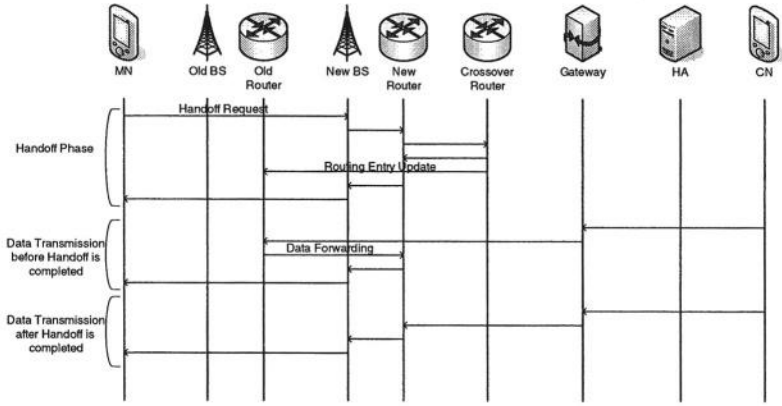 MN
Old BS
Old
Router
New BS
New
Router
Crossover
Router
Gateway
HA
CN
Handoff Request
Handoff Phase
Routing Entry Update
Data Transmission
before Handoff is
completed
Data Forwarding
Data Transmission
after Handoff is
completed